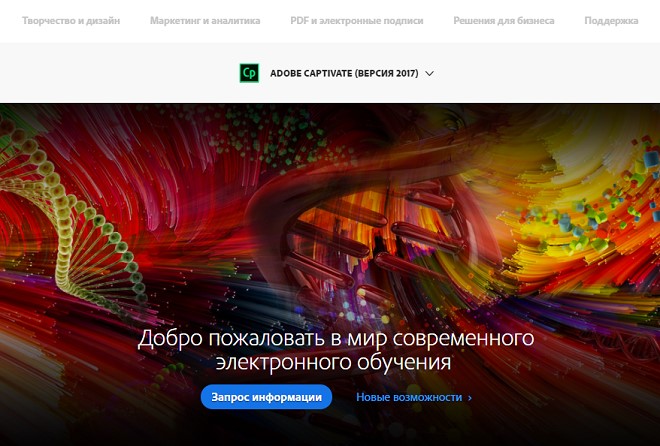 Творчество и дизайн Маркетинг и аналитика PDF и электронные подписи Решения для бизнеса Поддержка
Cp ADOBE CAPTIVATE (ВЕРСИЯ 2017)
Добро пожаловать в мир современного
электронного обучения
Запрос информации Новые возможности ›